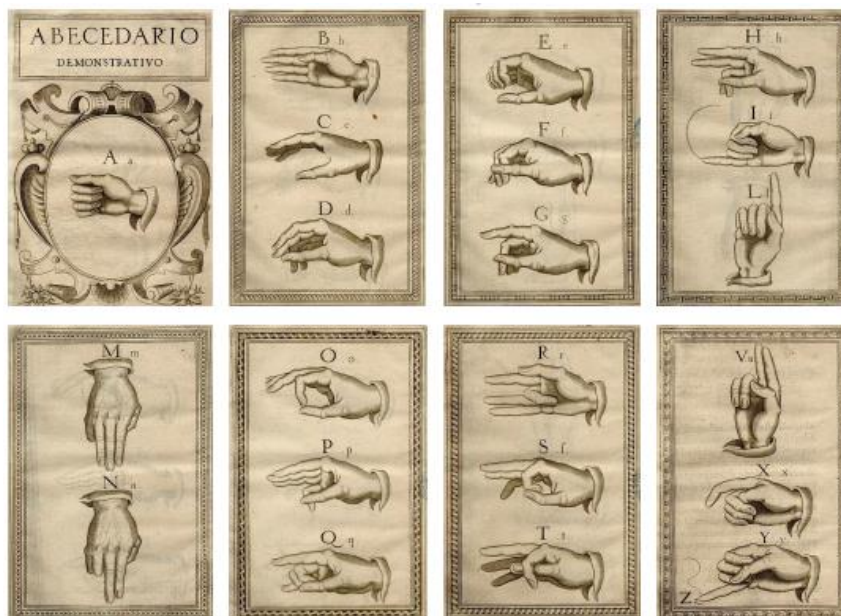 ABECEDARIO
DEMONSTRATIVO
A a
B b
C c
D d.
E e
F f
G g
H h
I i
L l
M m
N n
O o
P p
Q q
R r
S ſ
T t
V u
X x
Y y
Z